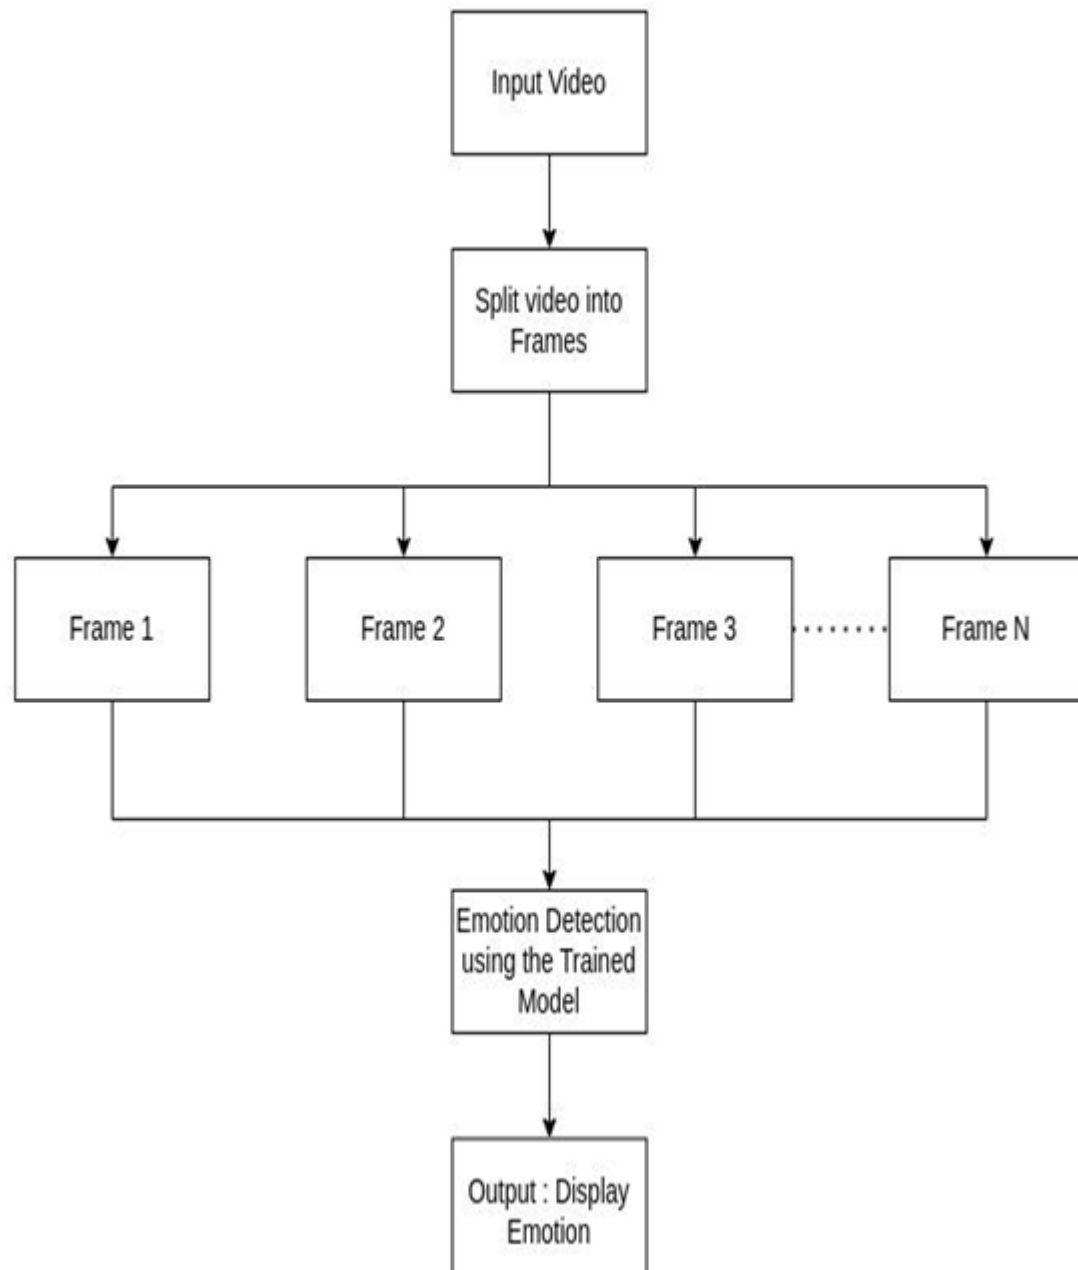 Input Video
Split video into
Frames
Frame 1
Frame 2
Frame 3
Frame N
Emotion Detection
using the Trained
Model
Output : Display
Emotion